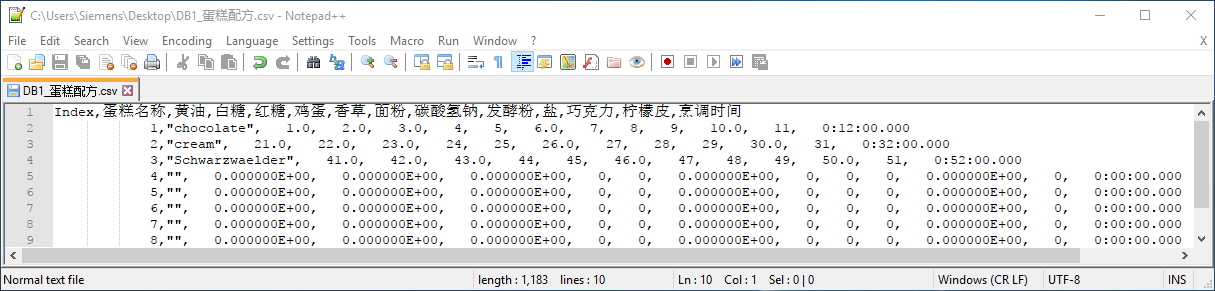 C:\Users\Siemens\Desktop\DB1_蛋糕配方.csv - Notepad++
File Edit Search View Encoding Language Settings Tools Macro Run Window ? X
DB1_蛋糕配方.csv
1 Index,蛋糕名称,黄油,白糖,红糖,鸡蛋,香草,面粉,碳酸氢钠,发酵粉,盐,巧克力,柠檬皮,烹调时间
2 1,"chocolate", 1.0, 2.0, 3.0, 4, 5, 6.0, 7, 8, 9, 10.0, 11, 0:12:00.000
3 2,"cream", 21.0, 22.0, 23.0, 24, 25, 26.0, 27, 28, 29, 30.0, 31, 0:32:00.000
4 3,"Schwarzwaelder", 41.0, 42.0, 43.0, 44, 45, 46.0, 47, 48, 49, 50.0, 51, 0:52:00.000
5 4,"", 0.000000E+00, 0.000000E+00, 0.000000E+00, 0, 0, 0.000000E+00, 0, 0, 0, 0.000000E+00, 0, 0:00:00.000
6 5,"", 0.000000E+00, 0.000000E+00, 0.000000E+00, 0, 0, 0.000000E+00, 0, 0, 0, 0.000000E+00, 0, 0:00:00.000
7 6,"", 0.000000E+00, 0.000000E+00, 0.000000E+00, 0, 0, 0.000000E+00, 0, 0, 0, 0.000000E+00, 0, 0:00:00.000
8 7,"", 0.000000E+00, 0.000000E+00, 0.000000E+00, 0, 0, 0.000000E+00, 0, 0, 0, 0.000000E+00, 0, 0:00:00.000
9 8,"", 0.000000E+00, 0.000000E+00, 0.000000E+00, 0, 0, 0.000000E+00, 0, 0, 0, 0.000000E+00, 0, 0:00:00.000
Normal text file length : 1,183 lines : 10 Ln : 10 Col : 1 Sel : 0 | 0 Windows (CR LF) UTF-8 INS